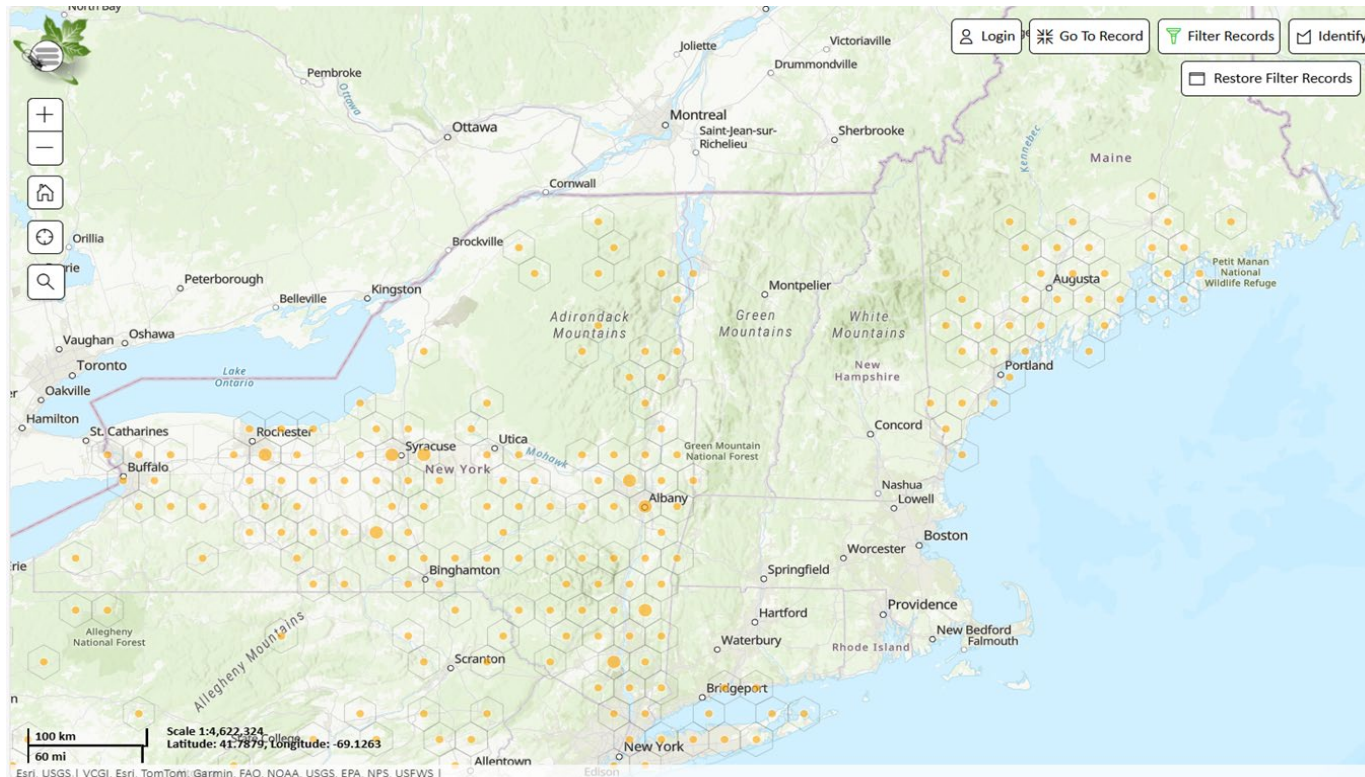 North Bay
Login
Go To Record
Filter Records
Identify
Restore Filter Records
Joliette
Victoriaville
Drummondville
Pembroke
Ottawa
Ottawa
Montreal
Saint-Jean-sur-
Richelieu
Sherbrooke
Kennebec
Maine
Cornwall
Orillia
Brockville
Peterborough
Belleville
Kingston
Montpelier
Augusta
Petit Manan
National
Wildlife Refuge
Adirondack
Mountains
Green
Mountains
White
Mountains
Vaughan
Oshawa
Toronto
Lake
Ontario
Oakville
Hamilton
New
Hampshire
Portland
St. Catharines
Rochester
Syracuse
Utica
Mohawk
New York
Green Mountain
National Forest
Concord
Buffalo
Nashua
Lowell
Albany
Boston
Worcester
Springfield
Binghamton
Hartford
Providence
Allegheny
National Forest
Allegheny Mountains
New Bedford
Falmouth
Waterbury
Rhode Island
Scranton
Bridgeport
Scale 1:4,622,324
Latitude: 41.7879, Longitude: -69.1263
State College
100 km
60 mi
New York
Allentown
Edison
Esri, USGS | VCGI, Esri, TomTom, Garmin, FAO, NOAA, USGS, EPA, NPS, USFWS |